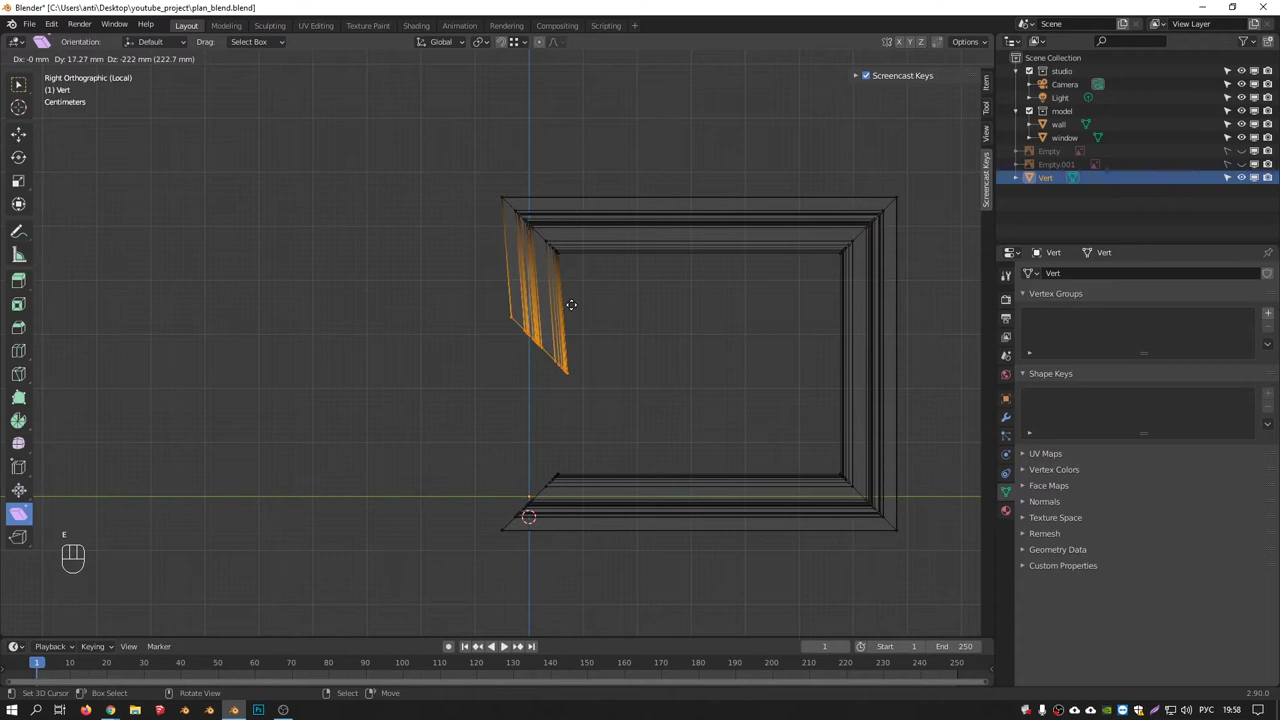 Blender* [C:\Users\anti\Desktop\youtube_project\plan_blend.blend]
File Edit Render Window Help Layout Modeling Sculpting UV Editing Texture Paint Shading Animation Rendering Compositing Scripting + Scene View Layer
Orientation: Default Drag: Select Box Global X Y Z Options
Dx: -0 mm Dy: 17.27 mm Dz: -222 mm (222.7 mm)
Right Orthographic (Local)
(1) Vert
Centimeters
Screencast Keys
Item
Tool
View
Screencast Keys
Scene Collection
studio
Camera
Light
model
wall
window
Empty
Empty.001
Vert
Vert Vert
Vert
Vertex Groups
Shape Keys
UV Maps
Vertex Colors
Face Maps
Normals
Texture Space
Remesh
Geometry Data
Custom Properties
E
Playback Keying View Marker 1 Start 1 End 250
1 10 20 30 40 50 60 70 80 90 100 110 120 130 140 150 160 170 180 190 200 210 220 230 240 250
Set 3D Cursor Box Select Rotate View Select Move 2.90.0
РУС 19:58